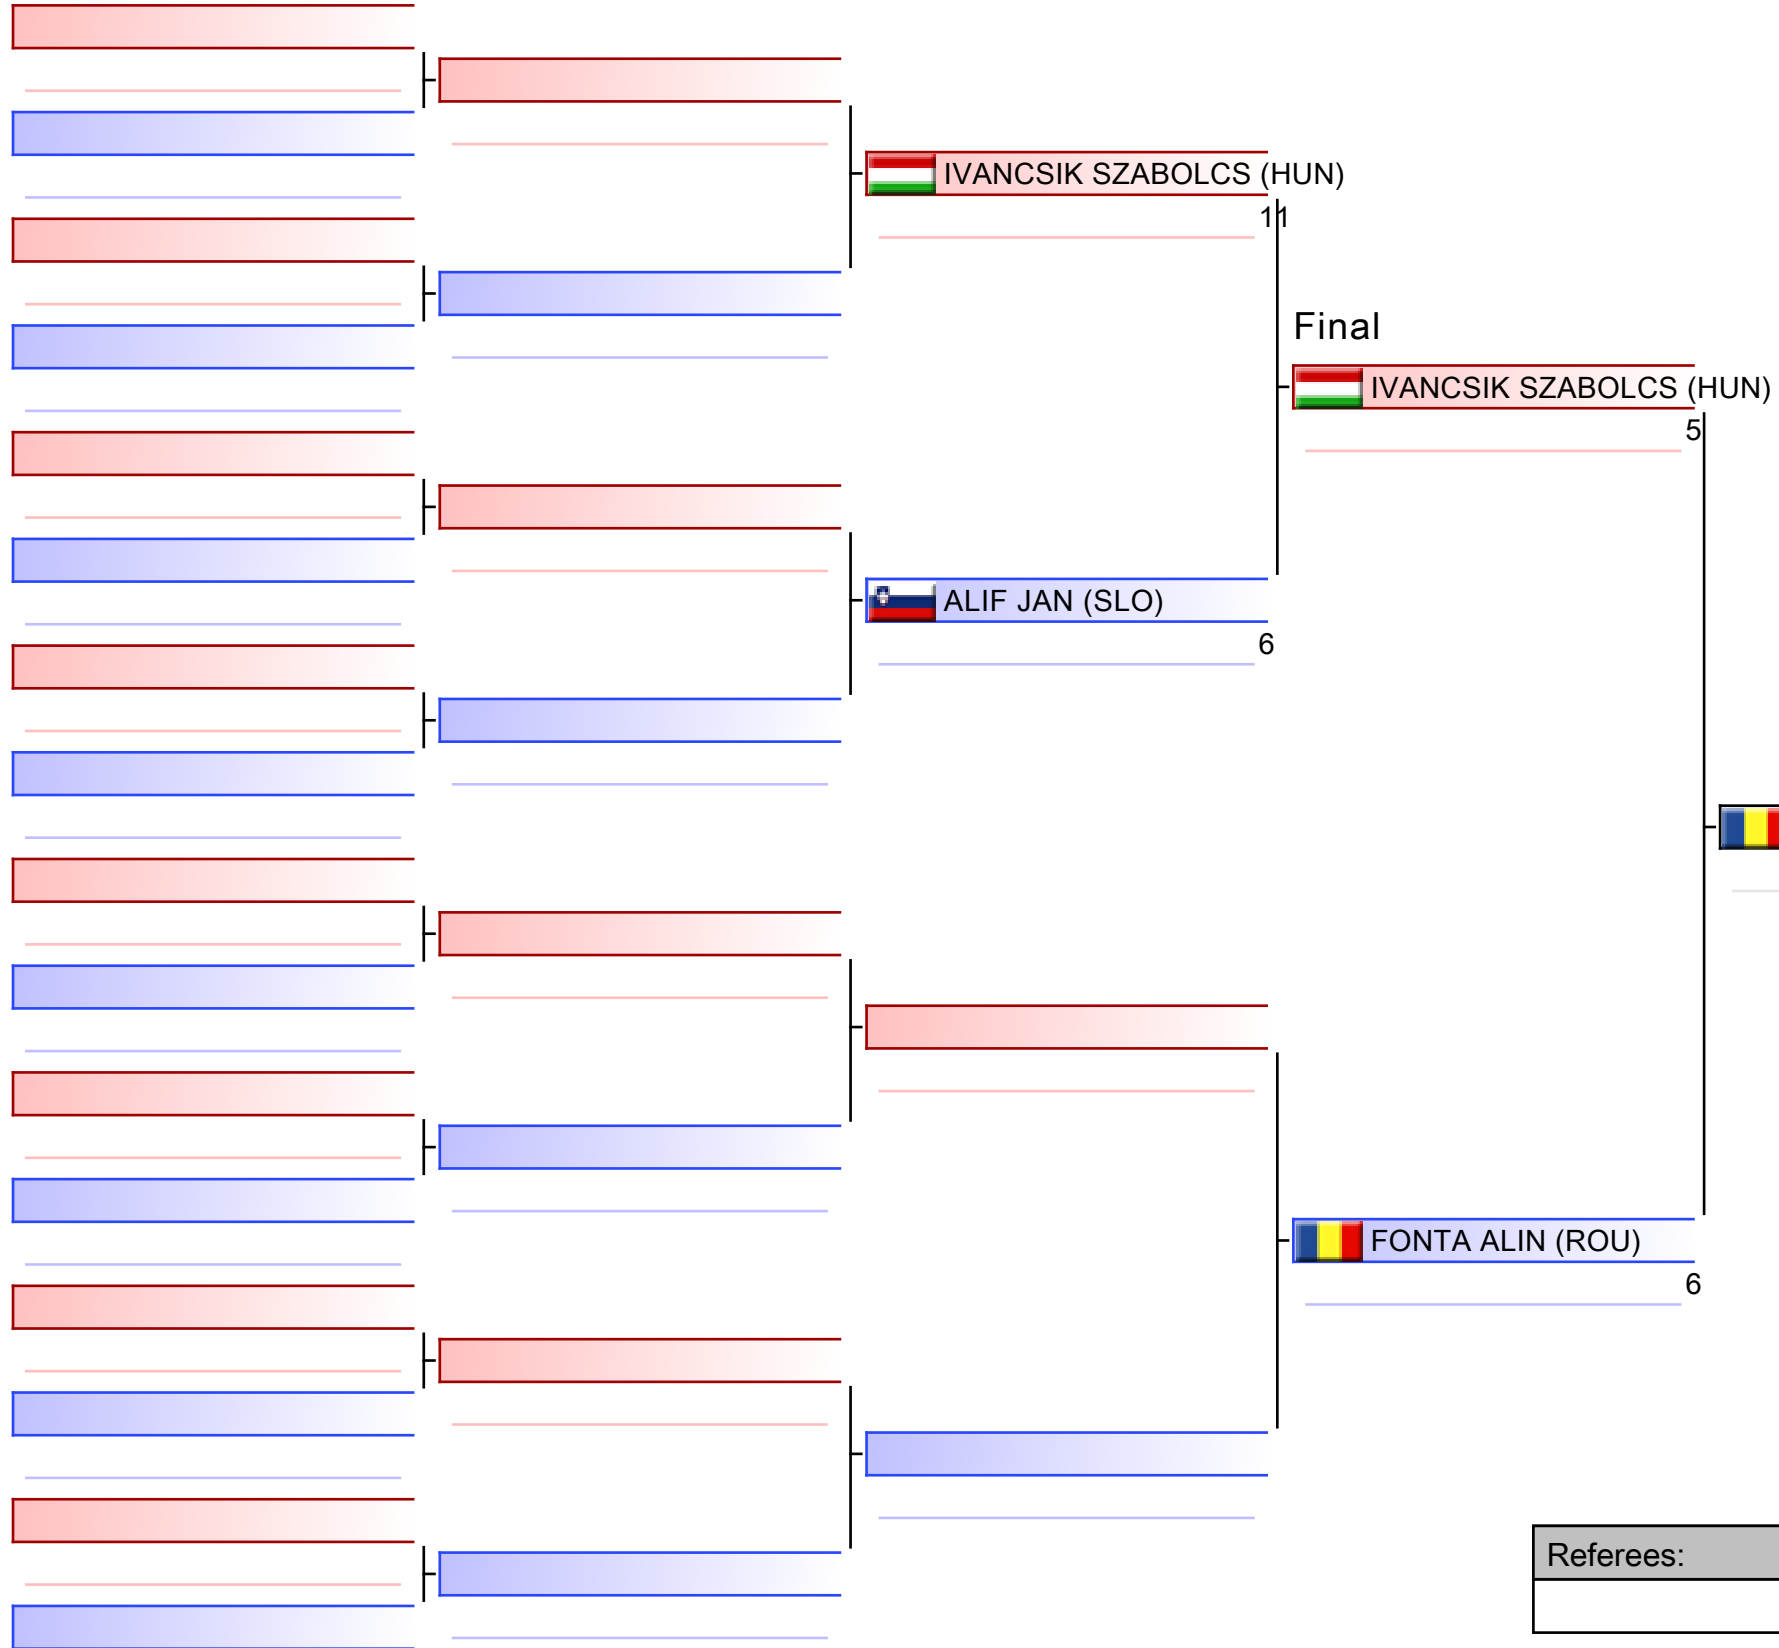 IVANCSIK SZABOLCS (HUN)
11
Final
IVANCSIK SZABOLCS (HUN)
5
ALIF JAN (SLO)
6
FONTA ALIN (ROU)
6
Referees: